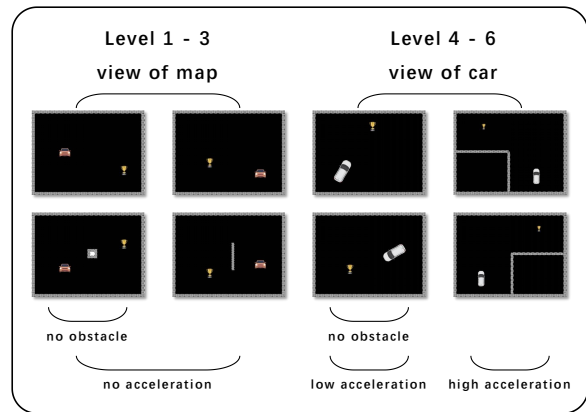 Level 1 - 3
view of map
Level 4 - 6
view of car
no obstacle
no obstacle
no acceleration
low acceleration
high acceleration